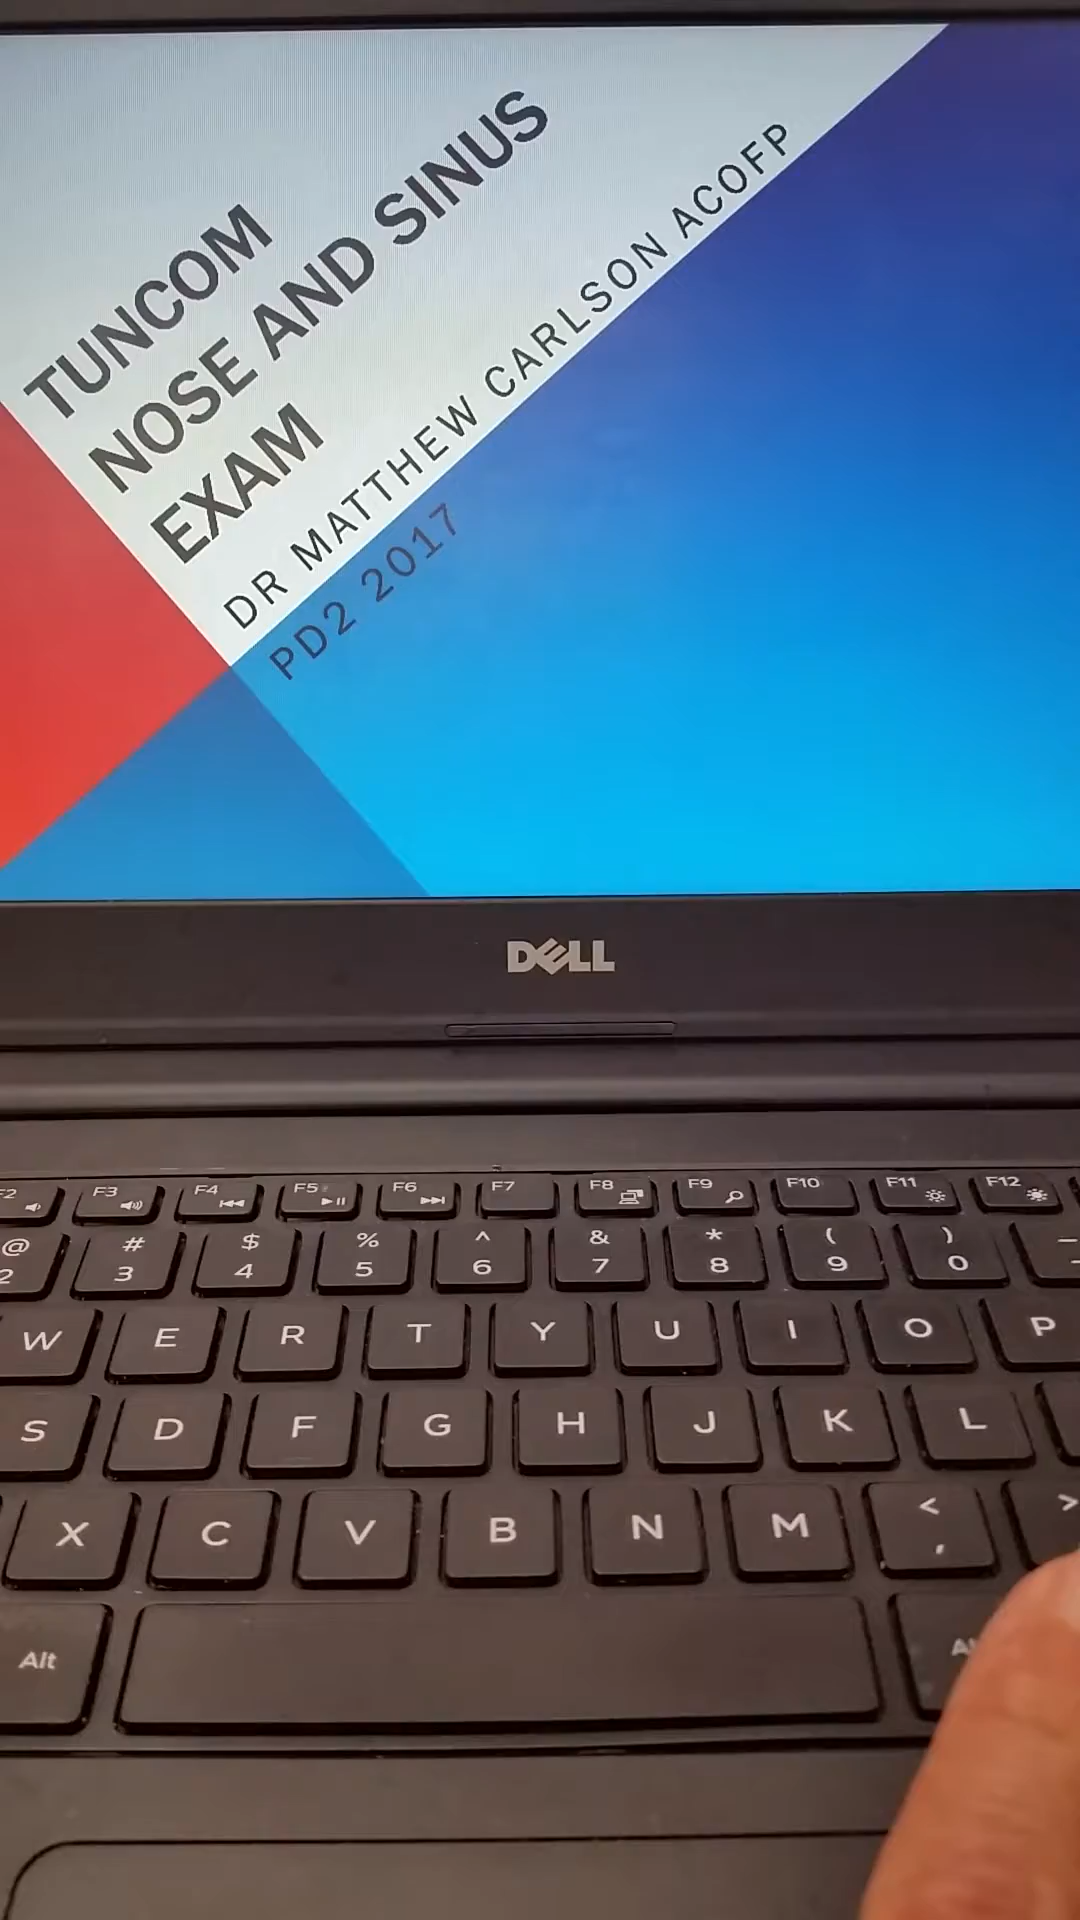 TUNCOM
NOSE AND SINUS
EXAM
DR MATTHEW CARLSON ACOFP
PD2 2017
DELL
F2 F3 F4 F5 F6 F7 F8 F9 F10 F11 F12
@ # $ % ^ & * ( ) _
2 3 4 5 6 7 8 9 0 -
W E R T Y U I O P
S D F G H J K L
X C V B N M < >
,
Alt Al